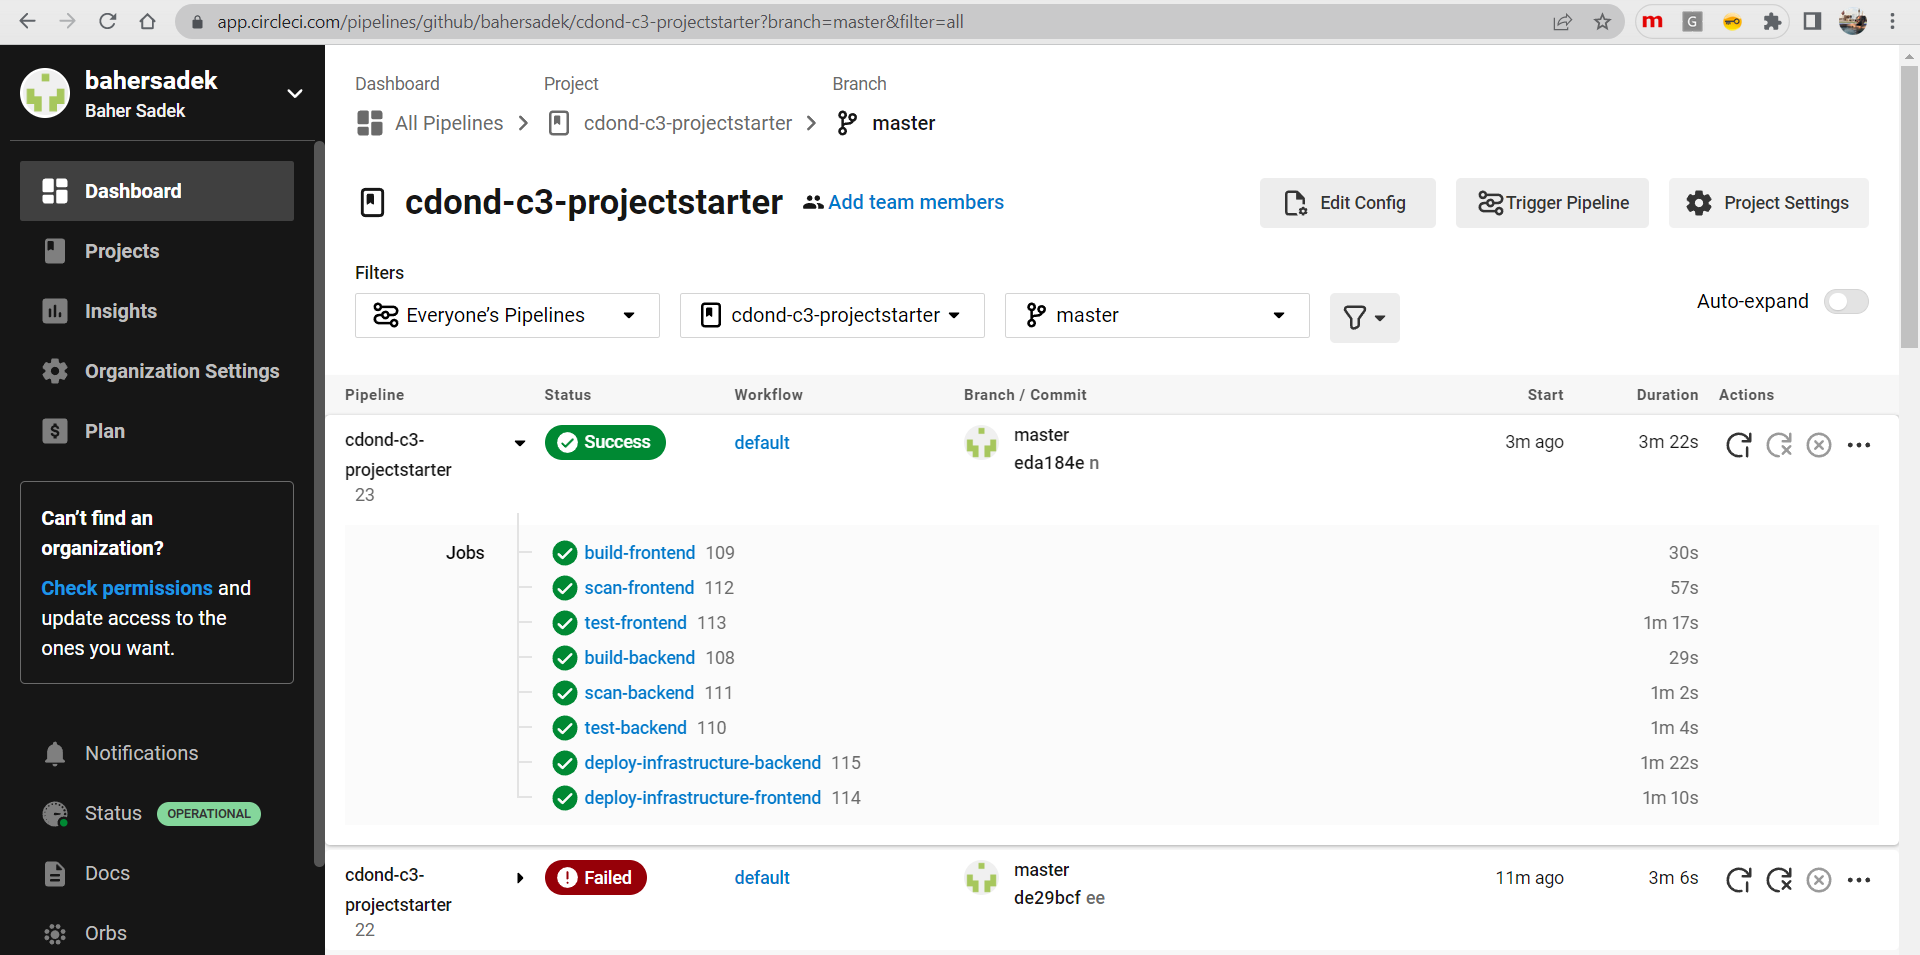 app.circleci.com/pipelines/github/bahersadek/cdond-c3-projectstarter?branch=master&filter=all
m
G
bahersadek
Baher Sadek
Dashboard
Projects
Insights
Organization Settings
Plan
Can't find an
organization?
Check permissions and
update access to the
ones you want.
Notifications
Status OPERATIONAL
Docs
Orbs
Dashboard Project Branch
All Pipelines cdond-c3-projectstarter master
cdond-c3-projectstarter Add team members Edit Config Trigger Pipeline Project Settings
Filters
Everyone's Pipelines cdond-c3-projectstarter master Auto-expand
Pipeline Status Workflow Branch / Commit Start Duration Actions
cdond-c3- Success default master 3m ago 3m 22s
projectstarter eda184e n
23
Jobs build-frontend 109 30s
scan-frontend 112 57s
test-frontend 113 1m 17s
build-backend 108 29s
scan-backend 111 1m 2s
test-backend 110 1m 4s
deploy-infrastructure-backend 115 1m 22s
deploy-infrastructure-frontend 114 1m 10s
cdond-c3- Failed default master 11m ago 3m 6s
projectstarter de29bcf ee
22